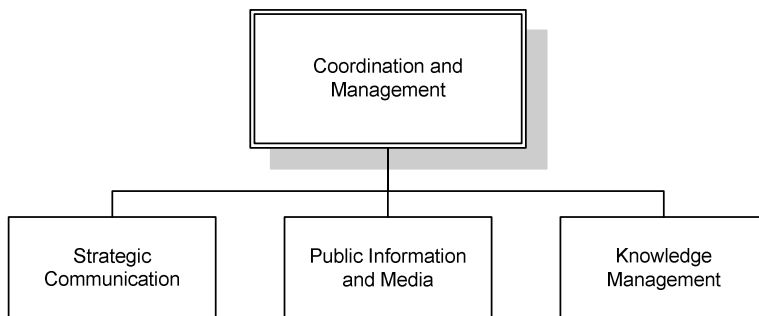 Coordination and
Management
Strategic
Communication
Public Information
and Media
Knowledge
Management